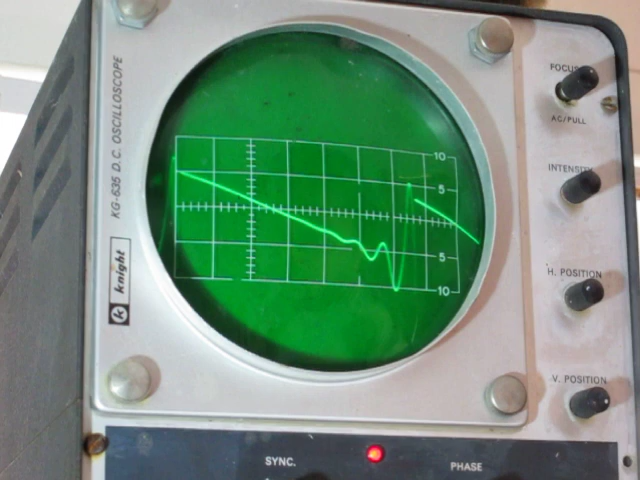 KG-635 D.C. OSCILLOSCOPE
k knight
10
5
5
10
FOCUS
AC/PULL
INTENSITY
H. POSITION
V. POSITION
SYNC.
PHASE